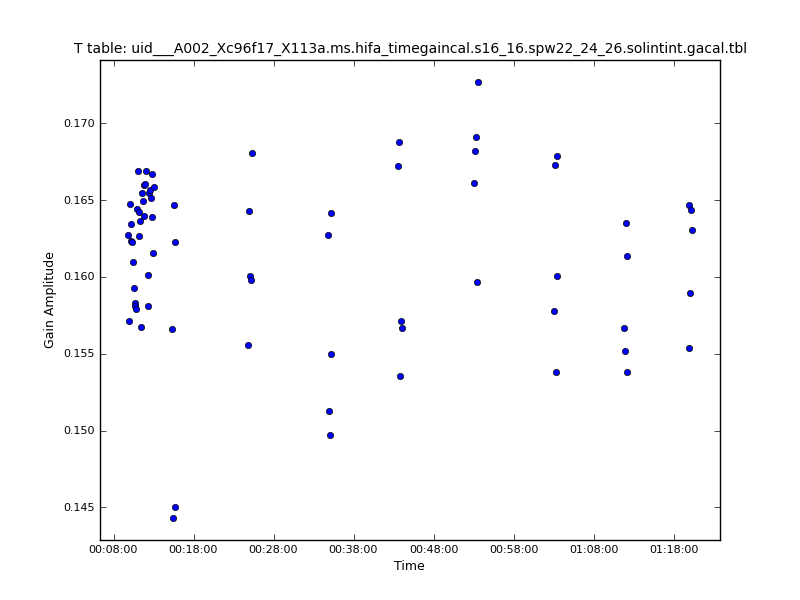 T table: uid___A002_Xc96f17_X113a.ms.hifa_timegaincal.s16_16.spw22_24_26.solintint.gacal.tbl
0.170
0.165
0.160
0.155
0.150
0.145
Gain Amplitude
00:08:00 00:18:00 00:28:00 00:38:00 00:48:00 00:58:00 01:08:00 01:18:00
Time